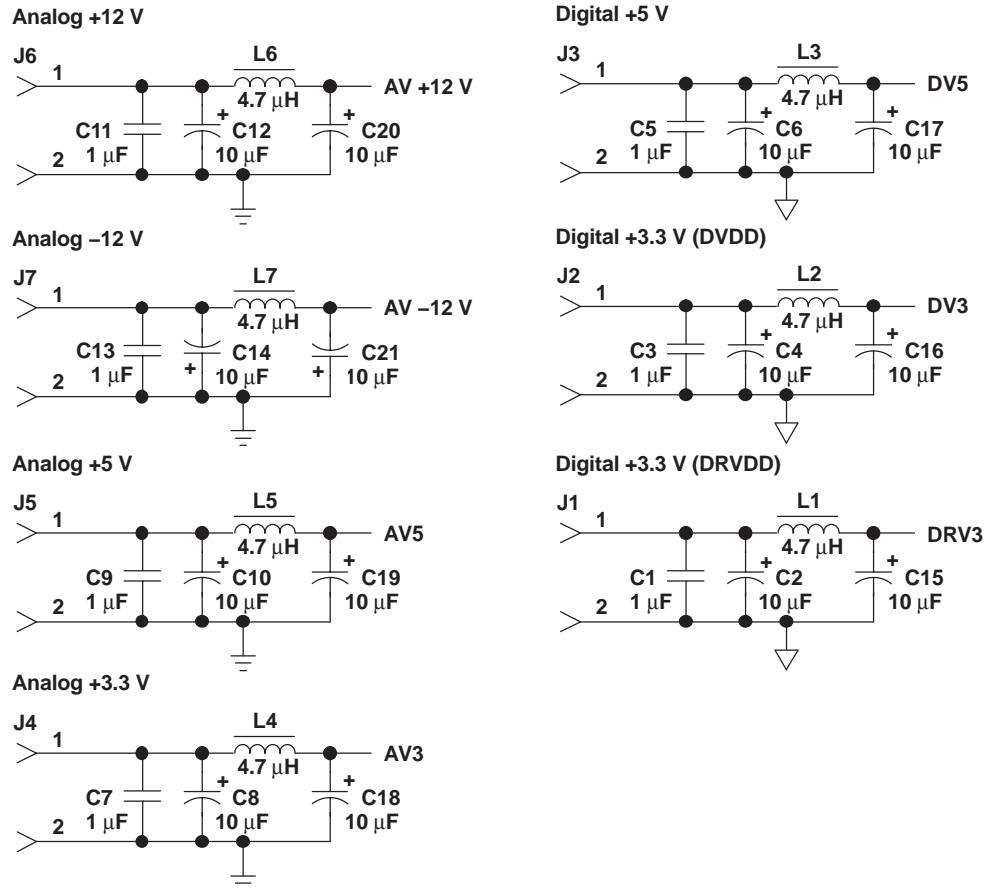 Analog +12 V
J6
1
L6
4.7 μH
AV +12 V
C11
1 μF
+
C12
10 μF
+
C20
10 μF
2
Analog –12 V
J7
1
L7
4.7 μH
AV –12 V
C13
1 μF
+
C14
10 μF
+
C21
10 μF
2
Analog +5 V
J5
1
L5
4.7 μH
AV5
C9
1 μF
+
C10
10 μF
+
C19
10 μF
2
Analog +3.3 V
J4
1
L4
4.7 μH
AV3
C7
1 μF
+
C8
10 μF
+
C18
10 μF
2
Digital +5 V
J3
1
L3
4.7 μH
DV5
C5
1 μF
+
C6
10 μF
+
C17
10 μF
2
Digital +3.3 V (DVDD)
J2
1
L2
4.7 μH
DV3
C3
1 μF
+
C4
10 μF
+
C16
10 μF
2
Digital +3.3 V (DRVDD)
J1
1
L1
4.7 μH
DRV3
C1
1 μF
+
C2
10 μF
+
C15
10 μF
2